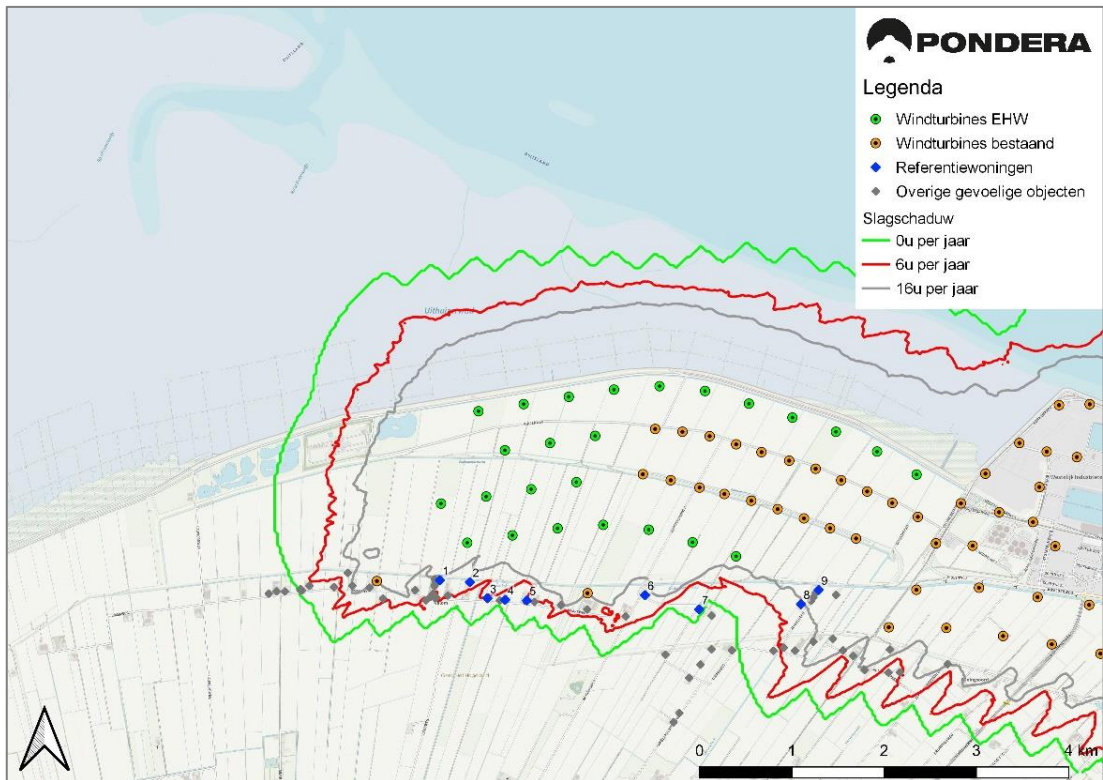 PONDERA
Legenda
Windturbines EHW
Windturbines bestaand
Referentiewoningen
Overige gevoelige objecten
Slagschaduw
0u per jaar
6u per jaar
16u per jaar
1
2
3
4
5
6
7
8
9
0 1 2 3 4 km